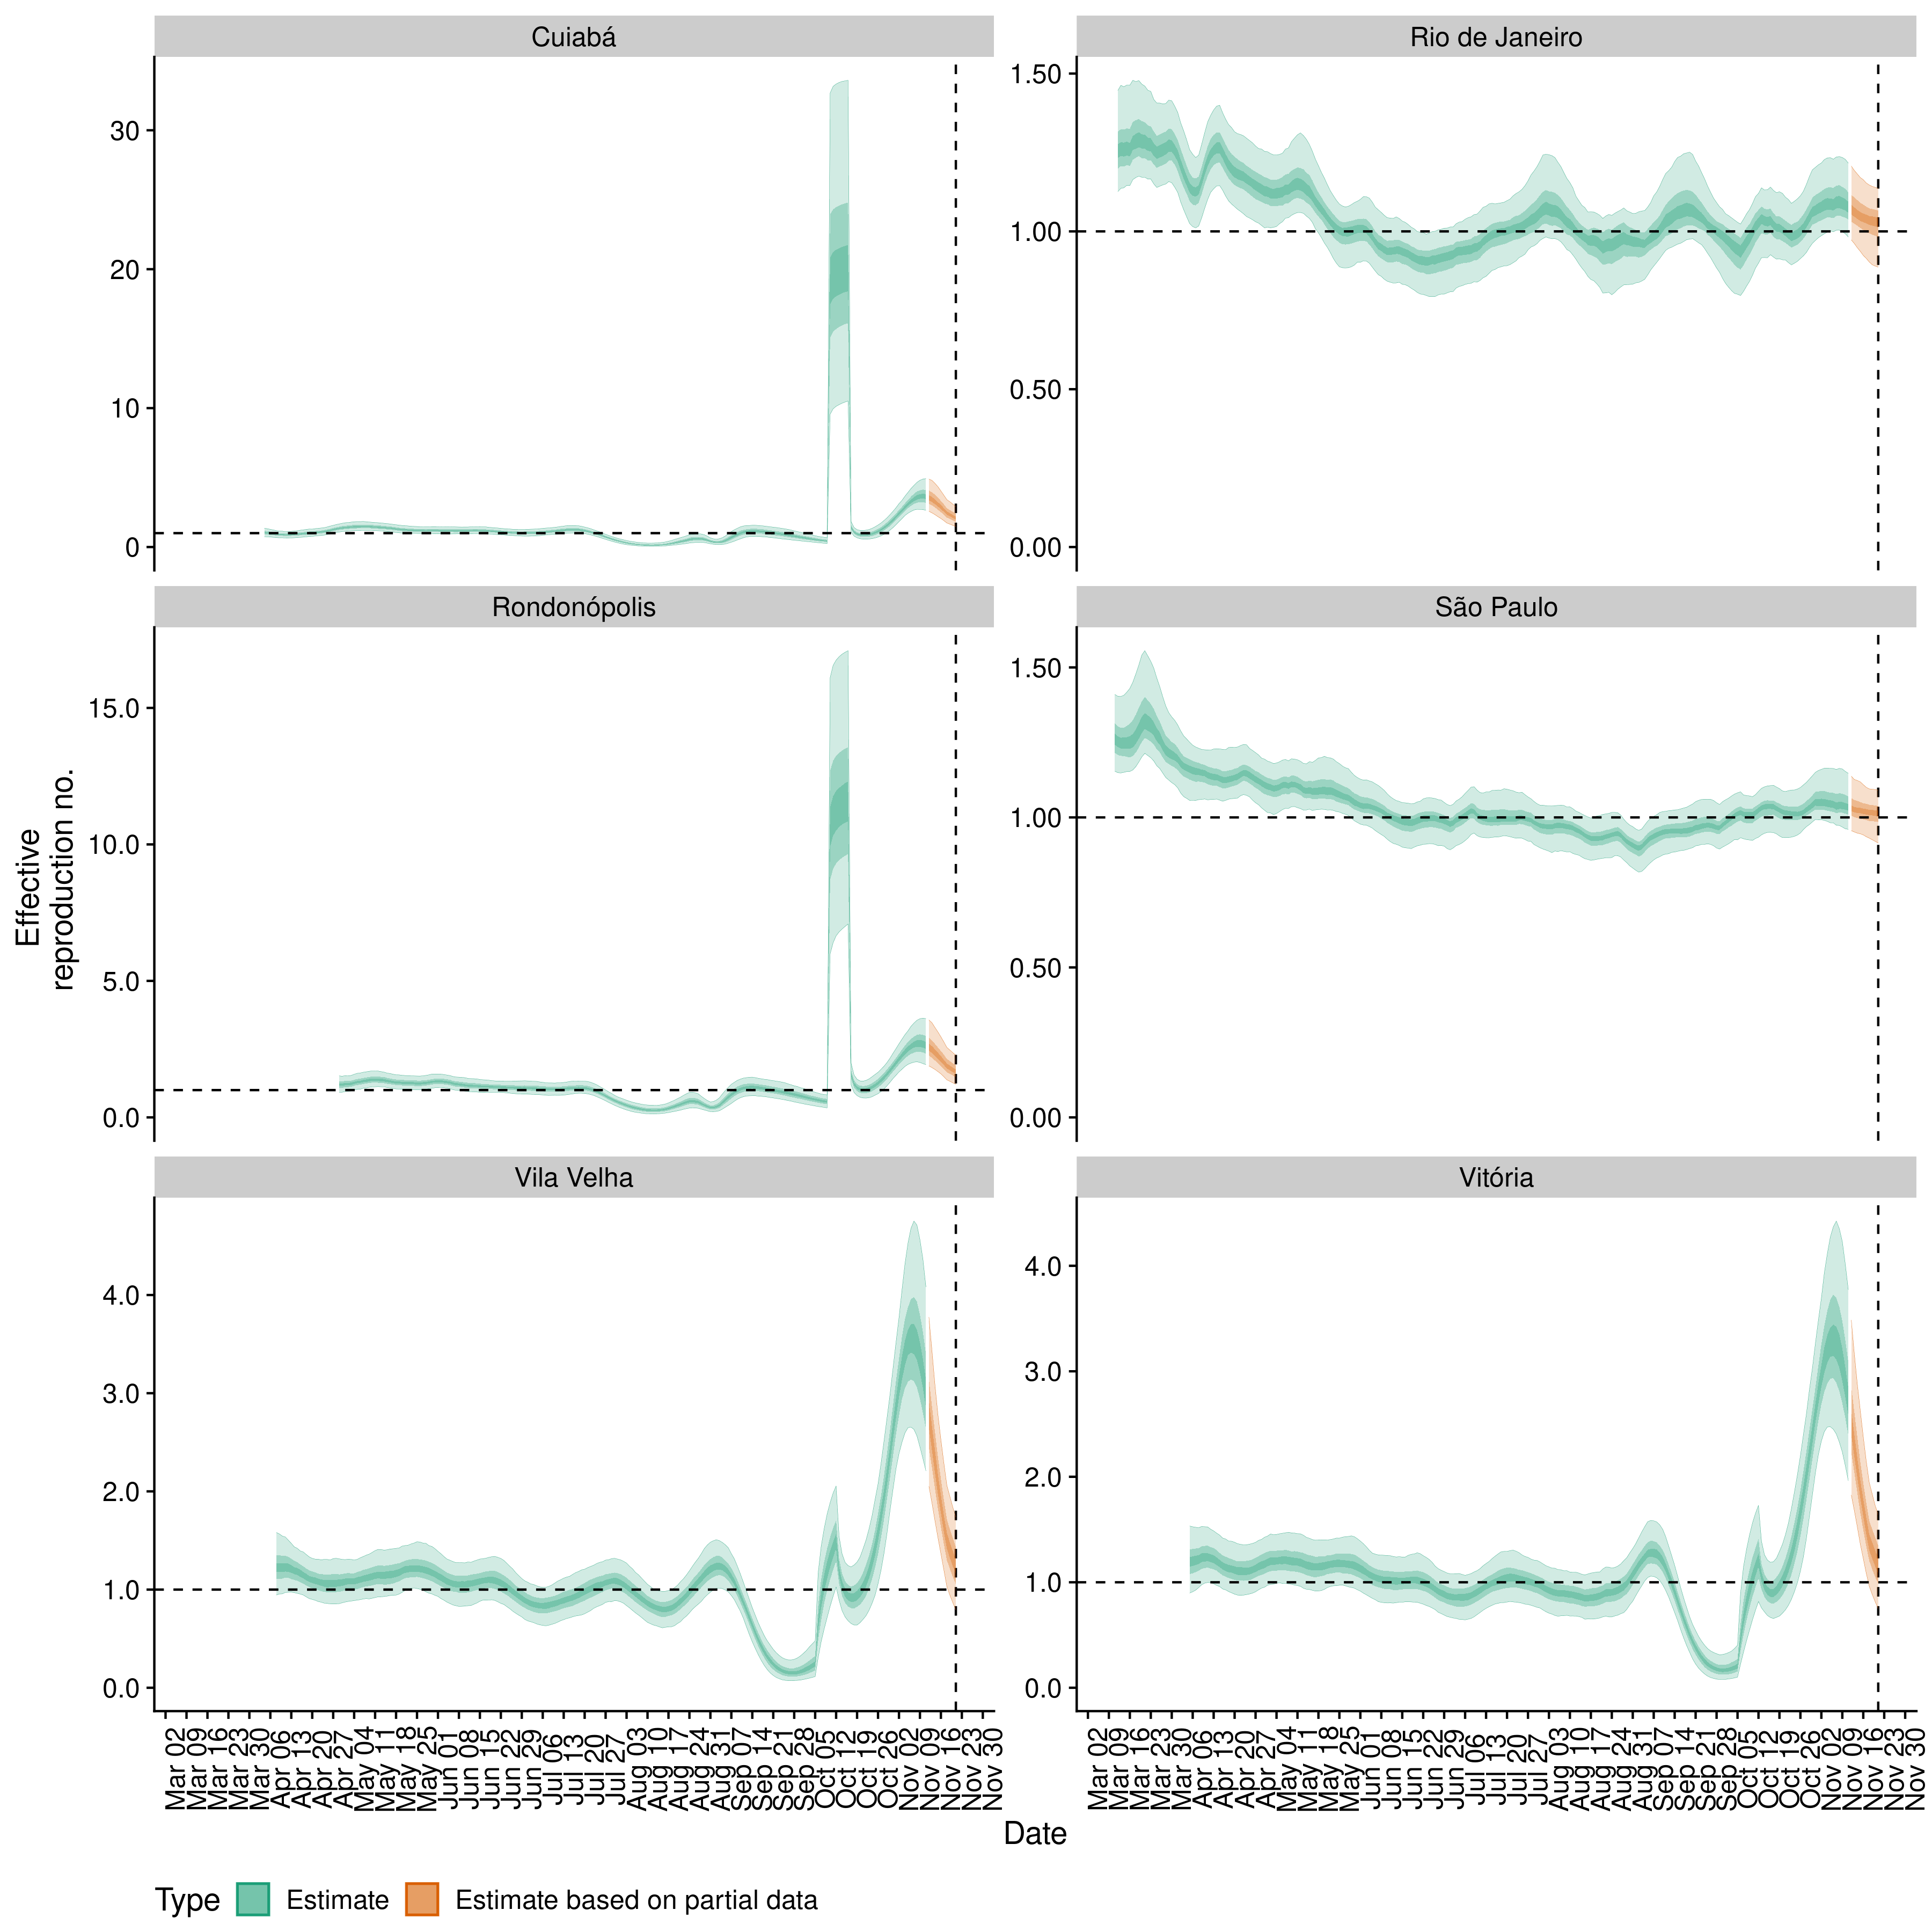 Cuiabá
Rio de Janeiro
30
20
10
0
1.50
1.00
0.50
0.00
Rondonópolis
São Paulo
15.0
10.0
5.0
0.0
1.50
1.00
0.50
0.00
Effective
reproduction no.
Vila Velha
Vitória
4.0
3.0
2.0
1.0
0.0
4.0
3.0
2.0
1.0
0.0
Mar 02
Mar 09
Mar 16
Mar 23
Mar 30
Apr 06
Apr 13
Apr 20
Apr 27
May 04
May 11
May 18
May 25
Jun 01
Jun 08
Jun 15
Jun 22
Jun 29
Jul 06
Jul 13
Jul 20
Jul 27
Aug 03
Aug 10
Aug 17
Aug 24
Aug 31
Sep 07
Sep 14
Sep 21
Sep 28
Oct 05
Oct 12
Oct 19
Oct 26
Nov 02
Nov 09
Nov 16
Nov 23
Nov 30
Mar 02
Mar 09
Mar 16
Mar 23
Mar 30
Apr 06
Apr 13
Apr 20
Apr 27
May 04
May 11
May 18
May 25
Jun 01
Jun 08
Jun 15
Jun 22
Jun 29
Jul 06
Jul 13
Jul 20
Jul 27
Aug 03
Aug 10
Aug 17
Aug 24
Aug 31
Sep 07
Sep 14
Sep 21
Sep 28
Oct 05
Oct 12
Oct 19
Oct 26
Nov 02
Nov 09
Nov 16
Nov 23
Nov 30
Date
Type Estimate Estimate based on partial data